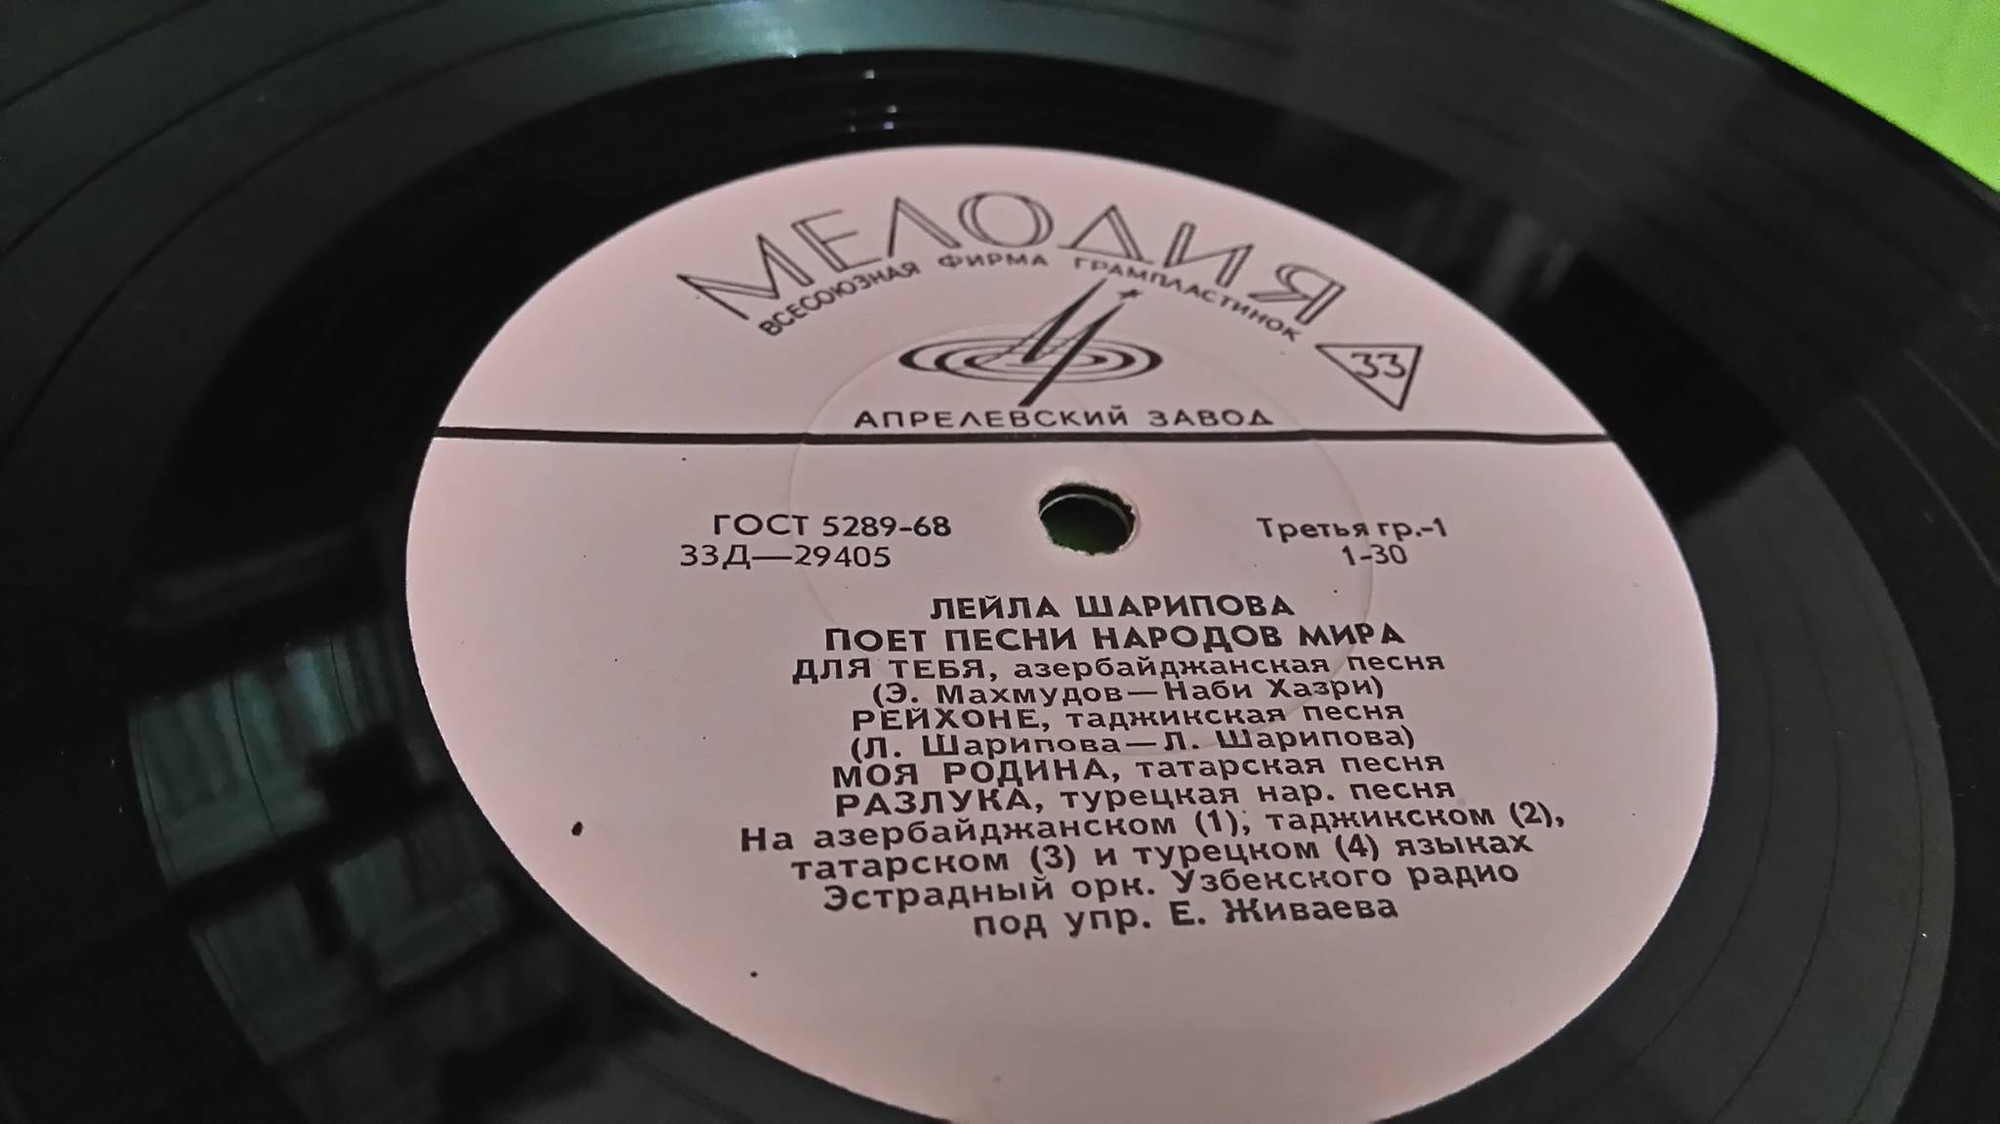 МЕЛОДИЯ
ВСЕСОЮЗНАЯ ФИРМА ГРАМПЛАСТИНОК
33
АПРЕЛЕВСКИЙ ЗАВОД
ГОСТ 5289-68
Третья гр.-1
33Д—29405
1-30
ЛЕЙЛА ШАРИПОВА
ПОЕТ ПЕСНИ НАРОДОВ МИРА
ДЛЯ ТЕБЯ, азербайджанская песня
(Э. Махмудов—Наби Хазри)
РЕЙХОНЕ, таджикская песня
(Л. Шарипова—Л. Шарипова)
МОЯ РОДИНА, татарская песня
РАЗЛУКА, турецкая нар. песня
На азербайджанском (1), таджикском (2),
татарском (3) и турецком (4) языках
Эстрадный орк. Узбекского радио
под упр. Е. Живаева